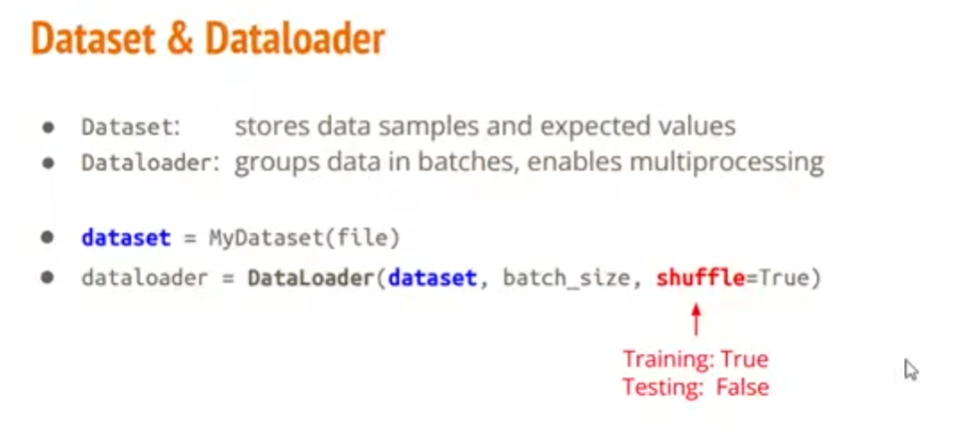 Dataset & Dataloader
● Dataset: stores data samples and expected values
● Dataloader: groups data in batches, enables multiprocessing
● dataset = MyDataset(file)
● dataloader = DataLoader(dataset, batch_size, shuffle=True)
Training: True
Testing: False